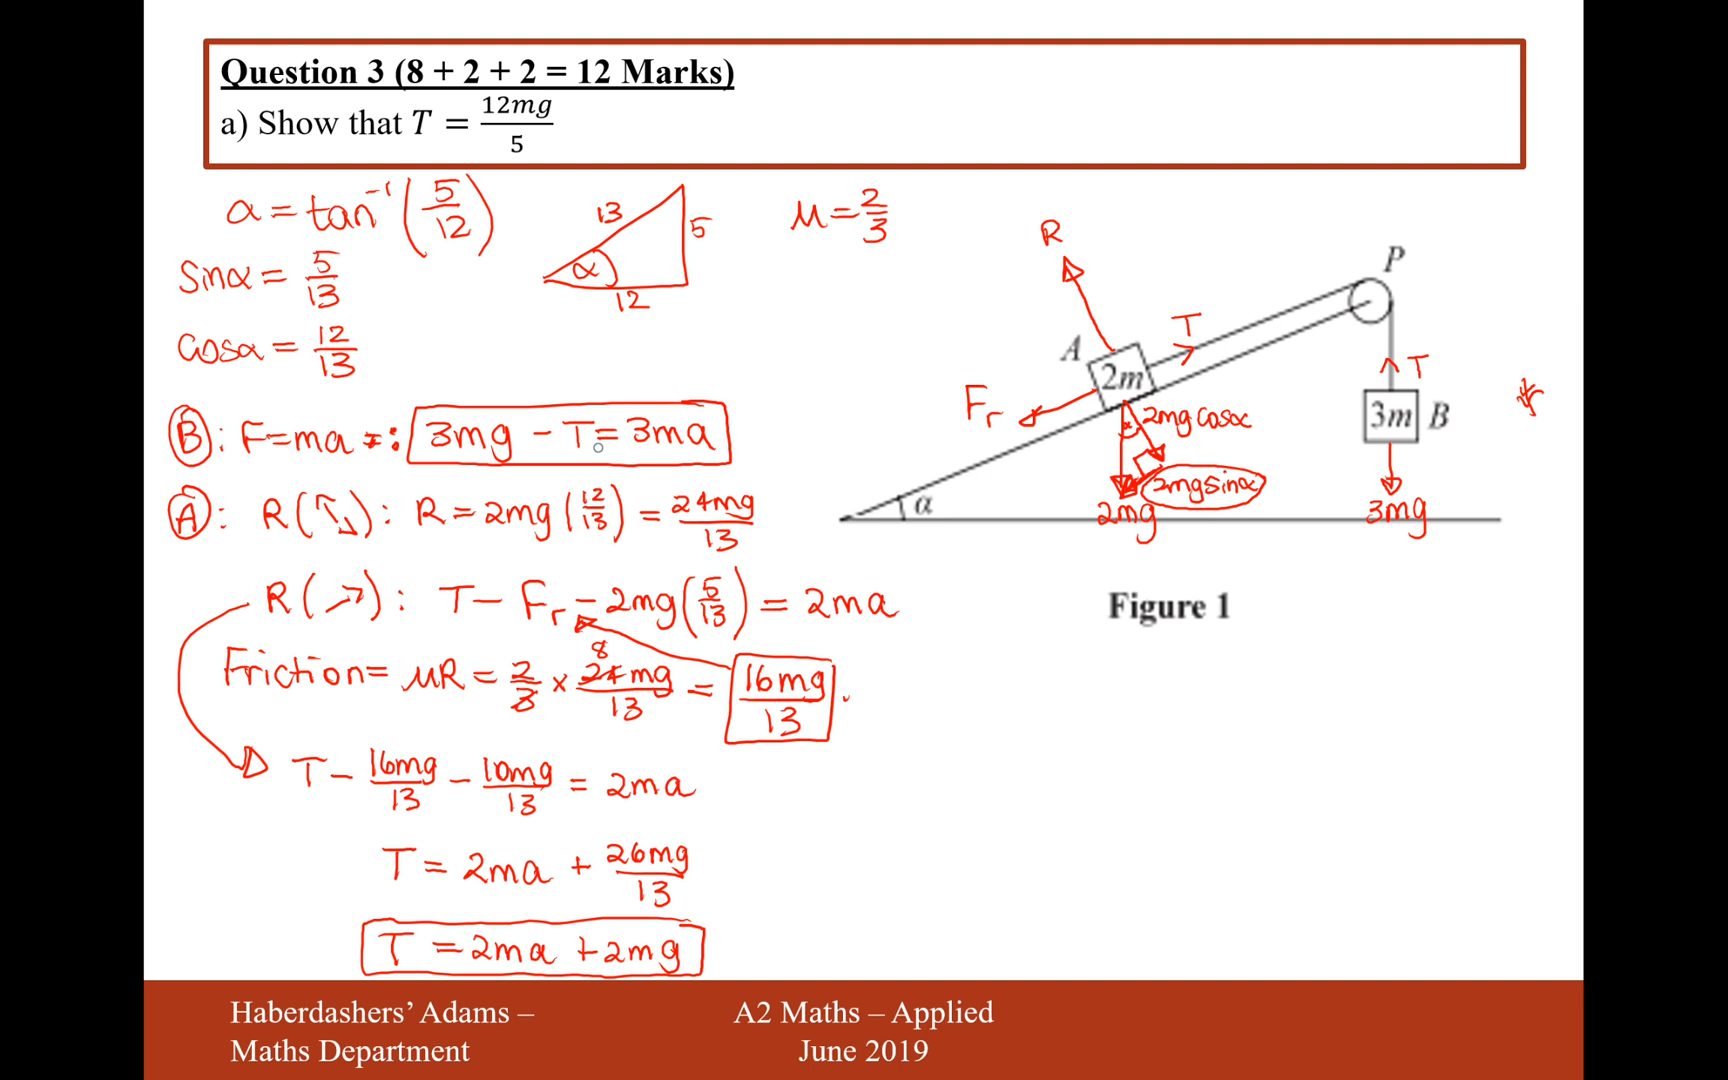 Question 3 (8 + 2 + 2 = 12 Marks)
a) Show that T = 12mg/5
α = tan⁻¹(5/12)
13
5
α
12
μ = 2/3
Sinα = 5/13
Cosα = 12/13
(B): F=ma =: 3mg − T = 3ma
(A): R(↖↘): R = 2mg(12/13) = 24mg/13
R(↗): T − Fr − 2mg(5/13) = 2ma
Friction = μR = 2/3 × 24mg/13 = 16mg/13.
8
T − 16mg/13 − 10mg/13 = 2ma
T = 2ma + 26mg/13
T = 2ma + 2mg
R
P
T
A
2m
T
Fr
2mg cosα
3m B
α
2mg sinα
α
2mg
3mg
Figure 1
Haberdashers’ Adams –
Maths Department
A2 Maths – Applied
June 2019